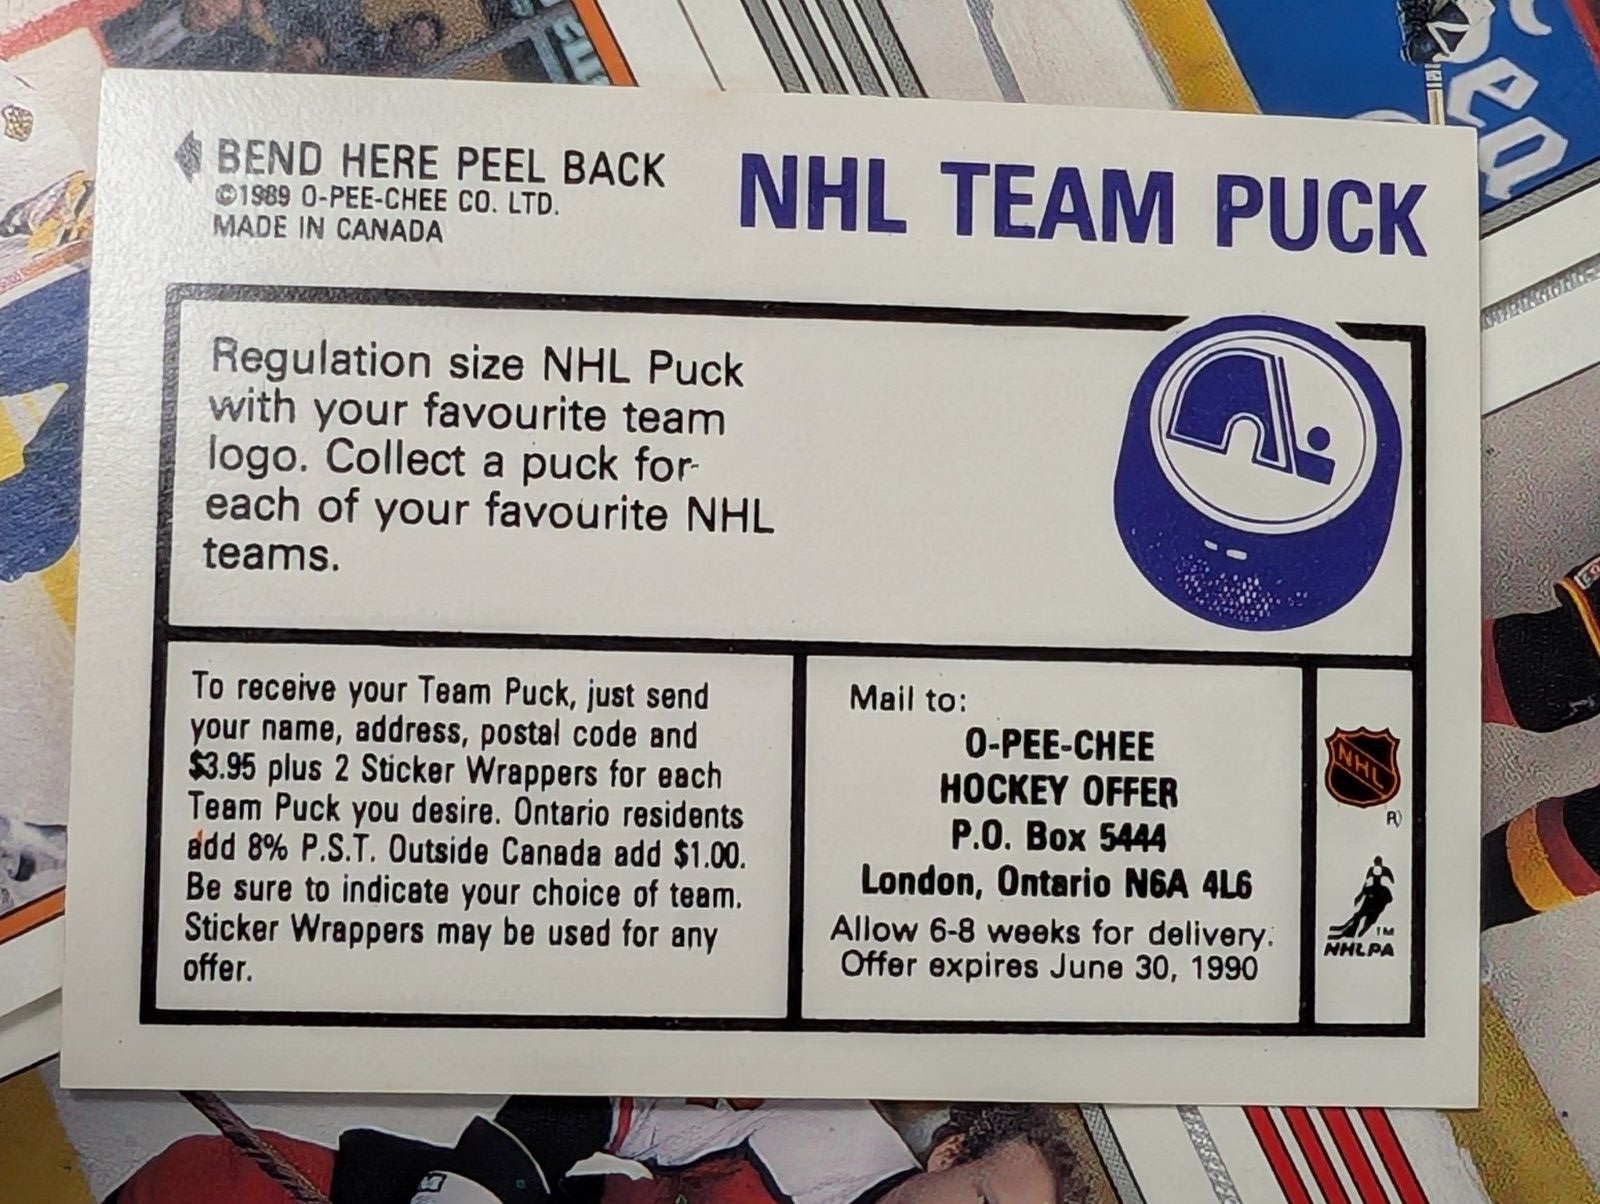 BEND HERE PEEL BACK
©1989 O-PEE-CHEE CO. LTD.
MADE IN CANADA
NHL TEAM PUCK
Regulation size NHL Puck
with your favourite team
logo. Collect a puck for
each of your favourite NHL
teams.
To receive your Team Puck, just send
your name, address, postal code and
$3.95 plus 2 Sticker Wrappers for each
Team Puck you desire. Ontario residents
add 8% P.S.T. Outside Canada add $1.00.
Be sure to indicate your choice of team.
Sticker Wrappers may be used for any
offer.
Mail to:
O-PEE-CHEE
HOCKEY OFFER
P.O. Box 5444
London, Ontario N6A 4L6
Allow 6-8 weeks for delivery.
Offer expires June 30, 1990
NHL
R)
TM
NHLPA